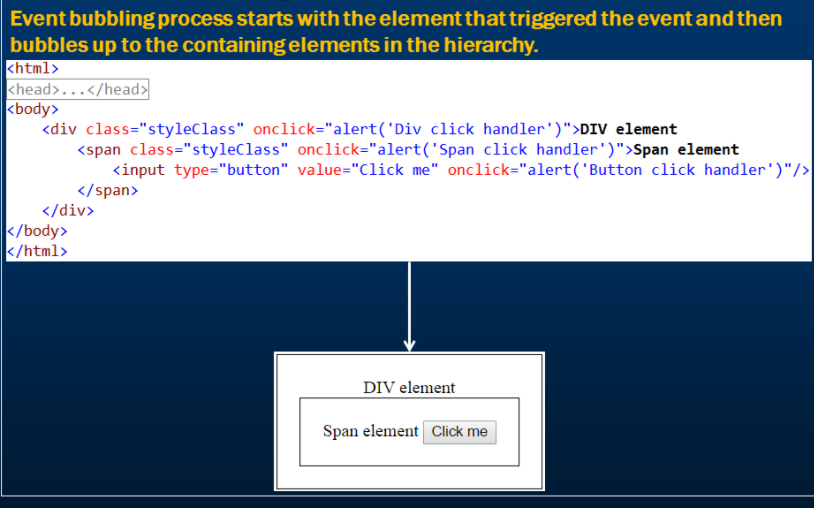 Event bubbling process starts with the element that triggered the event and then
bubbles up to the containing elements in the hierarchy.
<html>
<head>...</head>
<body>
    <div class="styleClass" onclick="alert('Div click handler')">DIV element
        <span class="styleClass" onclick="alert('Span click handler')">Span element
            <input type="button" value="Click me" onclick="alert('Button click handler')"/>
        </span>
    </div>
</body>
</html>
DIV element
Span element Click me